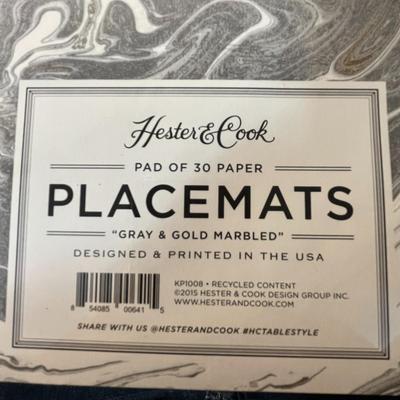 Hester & Cook
PAD OF 30 PAPER
PLACEMATS
"GRAY & GOLD MARBLED"
DESIGNED & PRINTED IN THE USA
KP1008 • RECYCLED CONTENT
©2015 HESTER & COOK DESIGN GROUP INC.
WWW.HESTERANDCOOK.COM
8 54085 00641 5
SHARE WITH US @HESTERANDCOOK #HCTABLESTYLE